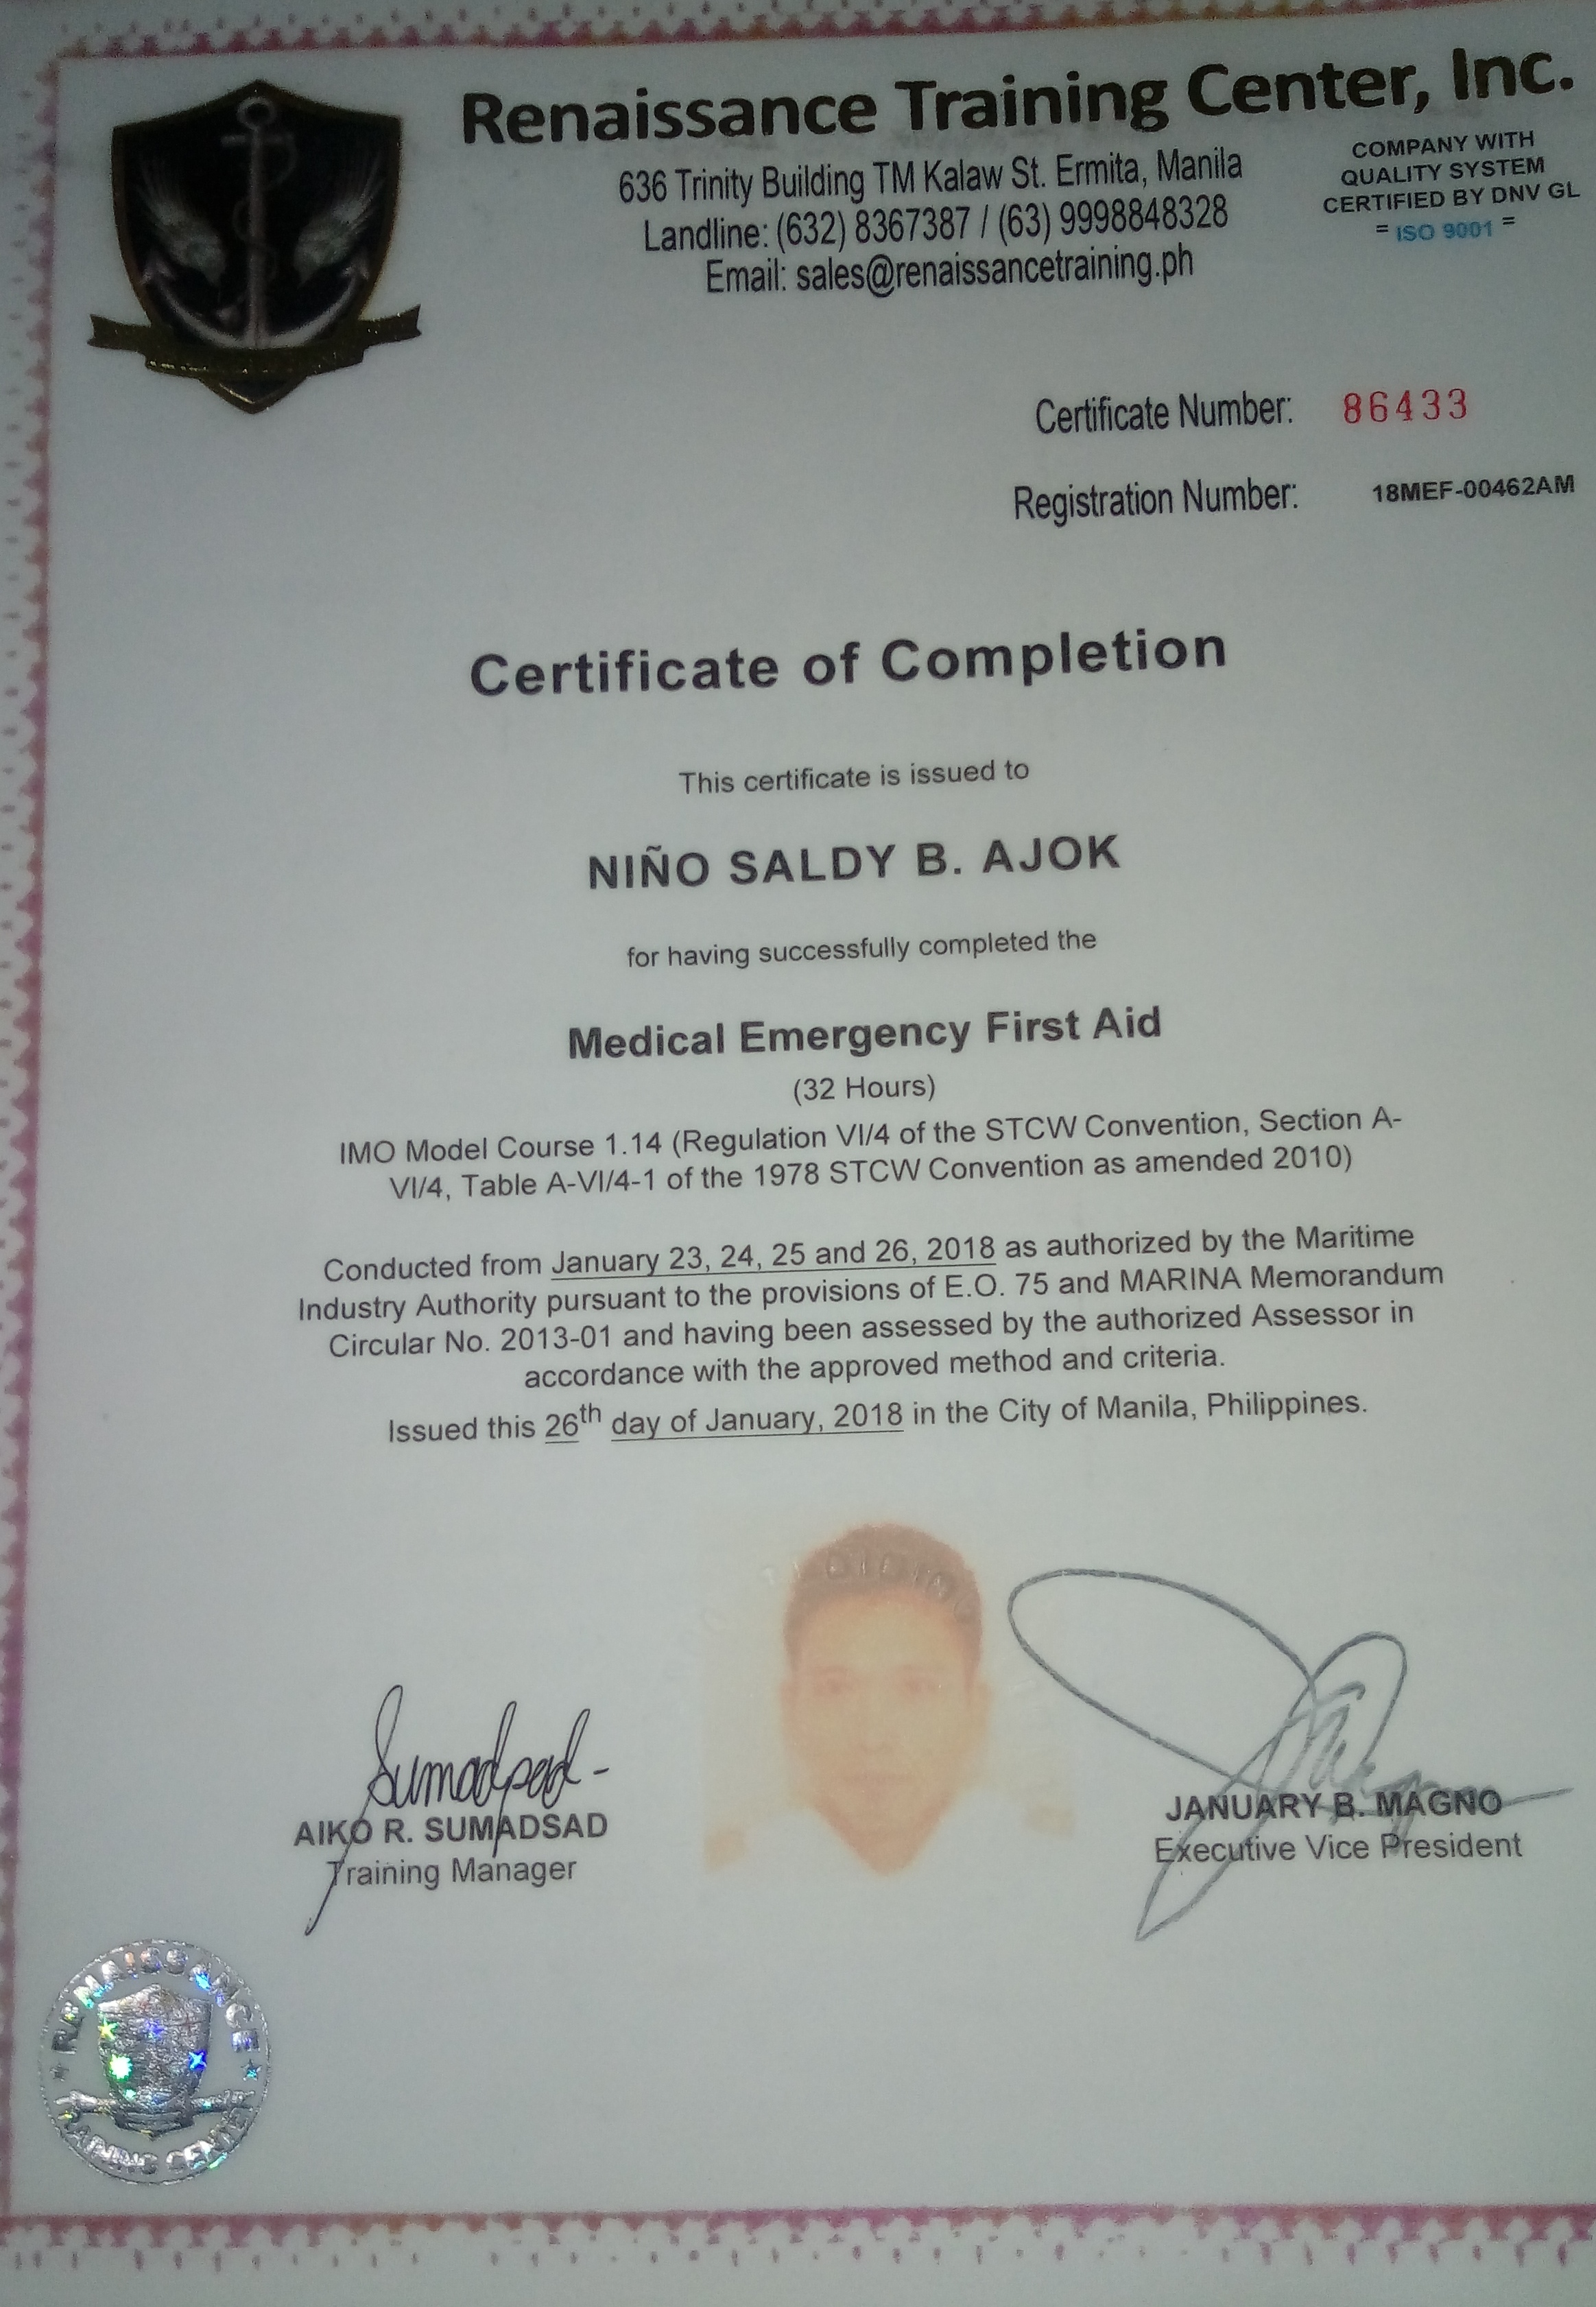 Renaissance Training Center, Inc.
636 Trinity Building TM Kalaw St. Ermita, Manila
Landline: (632) 8367387 / (63) 9998848328
Email: sales@renaissancetraining.ph
COMPANY WITH
QUALITY SYSTEM
CERTIFIED BY DNV GL
= ISO 9001 =
Certificate Number: 86433
Registration Number: 18MEF-00462AM
Certificate of Completion
This certificate is issued to
NIÑO SALDY B. AJOK
for having successfully completed the
Medical Emergency First Aid
(32 Hours)
IMO Model Course 1.14 (Regulation VI/4 of the STCW Convention, Section A-
VI/4, Table A-VI/4-1 of the 1978 STCW Convention as amended 2010)
Conducted from January 23, 24, 25 and 26, 2018 as authorized by the Maritime
Industry Authority pursuant to the provisions of E.O. 75 and MARINA Memorandum
Circular No. 2013-01 and having been assessed by the authorized Assessor in
accordance with the approved method and criteria.
Issued this 26th day of January, 2018 in the City of Manila, Philippines.
Sumadsad
AIKO R. SUMADSAD
Training Manager
JANUARY B. MAGNO
Executive Vice President
RENAISSANCE
TRAINING CENTER